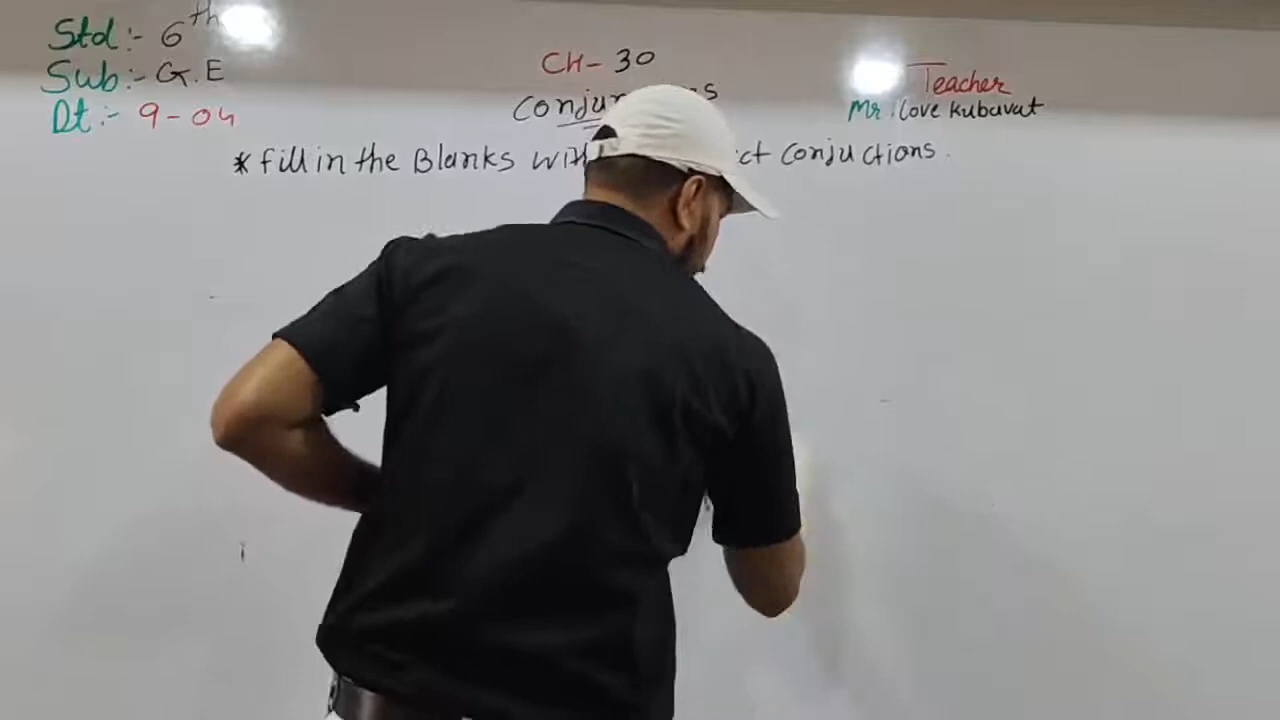 Std :- 6th
Sub :- G.E
Dt :- 9-04
CH- 30
Teacher
Mr. Love Kubavat
* Fill in the Blanks conjuctions.